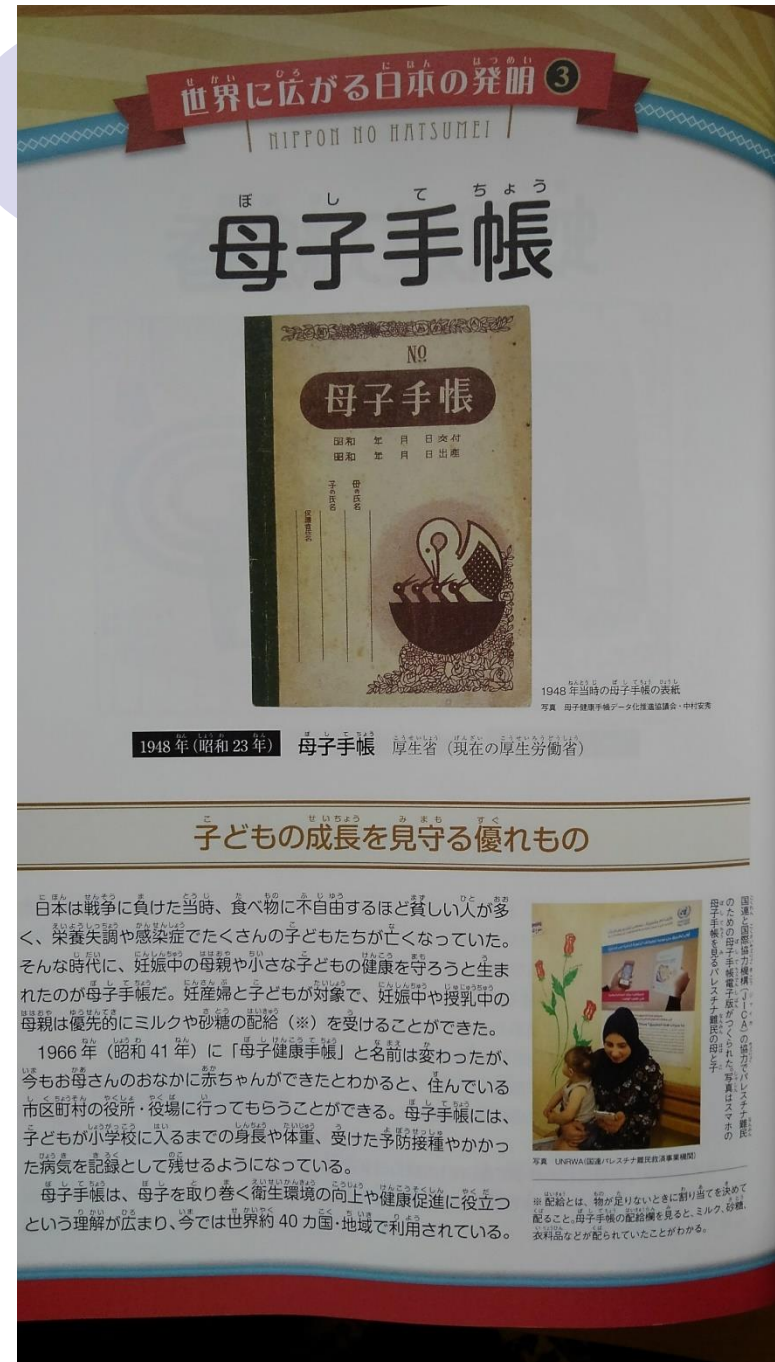 世界に広がる日本の発明 3
NIPPON NO HATSUMEI
母子手帳
No
母子手帳
昭和 年 月 日交付
昭和 年 月 日出産
母の氏名
子の氏名
保護者氏名
1948年当時の母子手帳の表紙
写真 母子健康手帳データ化推進協議会・中村安秀
1948年(昭和23年) 母子手帳 厚生省(現在の厚生労働省)
子どもの成長を見守る優れもの
日本は戦争に負けた当時、食べ物に不自由するほど貧しい人が多
く、栄養失調や感染症でたくさんの子どもたちが亡くなっていた。
そんな時代に、妊娠中の母親や小さな子どもの健康を守ろうと生ま
れたのが母子手帳だ。妊産婦と子どもが対象で、妊娠中や授乳中の
母親は優先的にミルクや砂糖の配給(※)を受けることができた。
1966年(昭和41年)に「母子健康手帳」と名前は変わったが、
今もお母さんのおなかに赤ちゃんができたとわかると、住んでいる
市区町村の役所・役場に行ってもらうことができる。母子手帳には、
子どもが小学校に入るまでの身長や体重、受けた予防接種やかかっ
た病気を記録として残せるようになっている。
母子手帳は、母子を取り巻く衛生環境の向上や健康促進に役立つ
という理解が広まり、今では世界約40カ国・地域で利用されている。
国連と国際協力機構(JICA)の協力でパレスチナ難民
のための母子手帳電子版がつくられた。写真はスマホの
母子手帳を見るパレスチナ難民の母と子
写真 UNRWA(国連パレスチナ難民救済事業機関)
※配給とは、物が足りないときに割り当てを決めて
配ること。母子手帳の配給欄を見ると、ミルク、砂糖、
衣料品などが配られていたことがわかる。